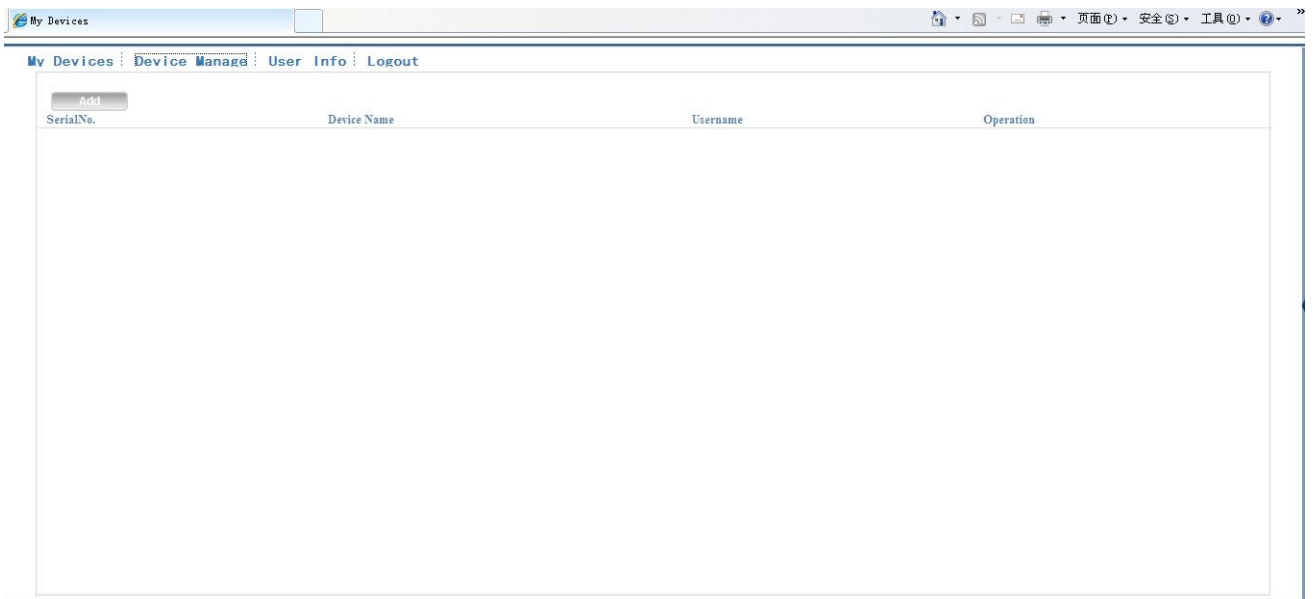 My Devices 页面(P) 安全(S) 工具(O) »
My Devices Device Manage User Info Logout
Add
SerialNo. Device Name Username Operation